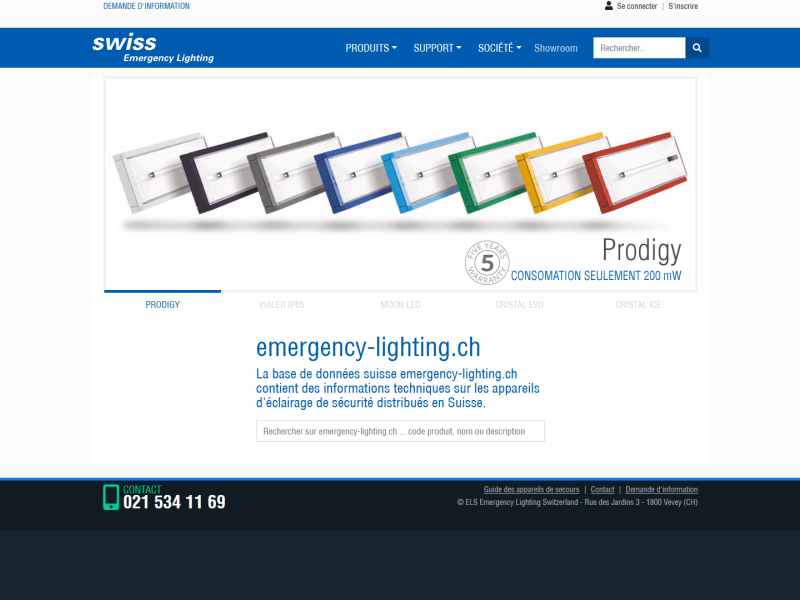 DEMANDE D'INFORMATION
Se connecter | S'inscrire
swiss
Emergency Lighting
PRODUITS SUPPORT SOCIÉTÉ Showroom Rechercher...
FIVE YEARS
5
WARRANTY
Prodigy
CONSOMATION SEULEMENT 200 mW
PRODIGY VIALED IP65 MOON LED CRISTAL EVO CRISTAL ICE
emergency-lighting.ch
La base de données suisse emergency-lighting.ch
contient des informations techniques sur les appareils
d'éclairage de sécurité distribués en Suisse.
Rechercher sur emergency-lighting.ch ... code produit, nom ou description
CONTACT
021 534 11 69
Guide des appareils de secours | Contact | Demande d'information
© ELS Emergency Lighting Switzerland - Rue des Jardins 3 - 1800 Vevey (CH)